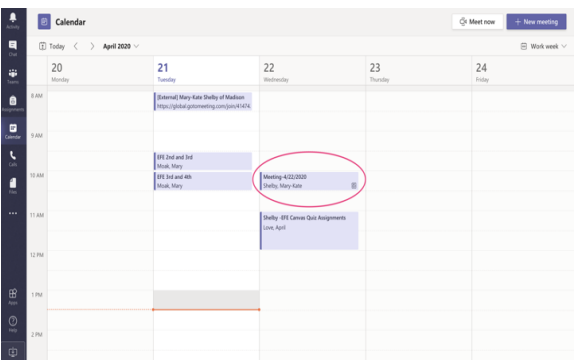 Calendar
Meet now
+ New meeting
Today
April 2020
Work week
20
Monday
21
Tuesday
22
Wednesday
23
Thursday
24
Friday
Activity
Chat
Teams
Assignments
Calendar
Calls
Files
...
Apps
Help
8 AM
9 AM
10 AM
11 AM
12 PM
1 PM
2 PM
[External] Mary-Kate Shelby of Madison
https://global.gotomeeting.com/join/41474
EFE 2nd and 3rd
Moak, Mary
EFE 3rd and 4th
Moak, Mary
Meeting-4/22/2020
Shelby, Mary-Kate
Shelby -EFE Canvas Quiz Assignments
Love, April